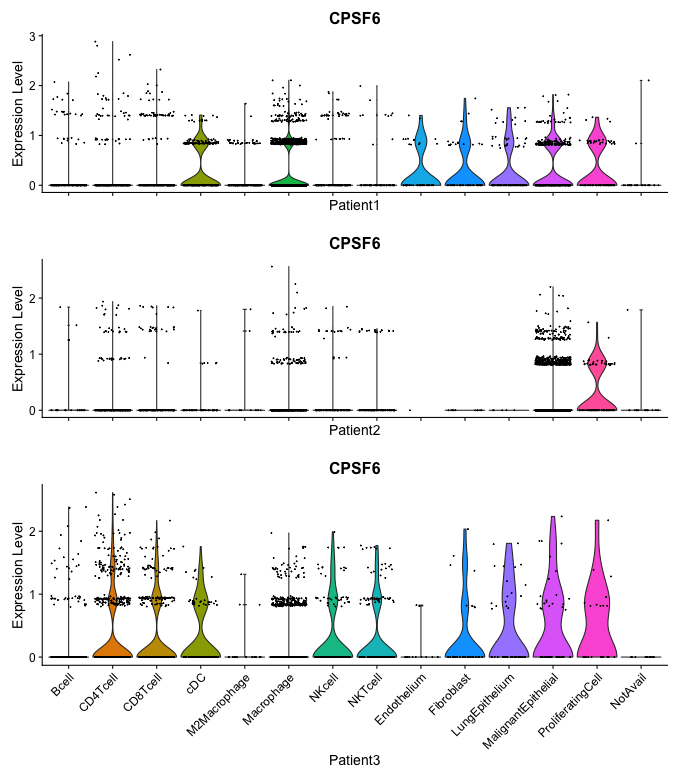 CPSF6
Expression Level
3
2
1
0
Patient1
CPSF6
Expression Level
2
1
0
Patient2
CPSF6
Expression Level
2
1
0
Bcell
CD4Tcell
CD8Tcell
cDC
M2Macrophage
Macrophage
NKcell
NKTcell
Endothelium
Fibroblast
LungEpithelium
MalignantEpithelial
ProliferatingCell
NotAvail
Patient3